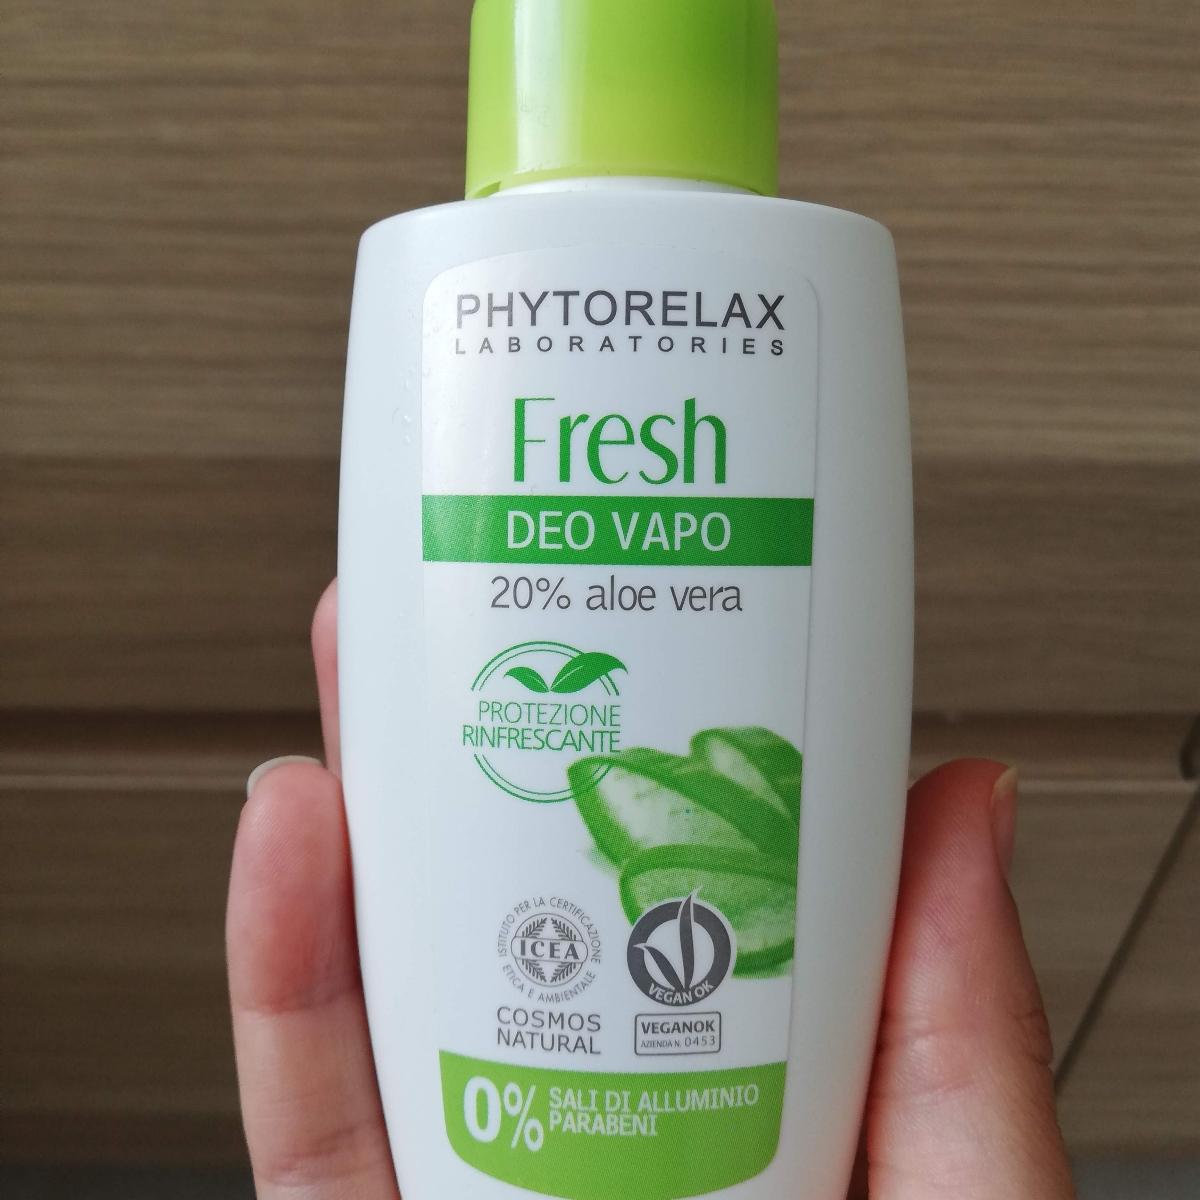 PHYTORELAX
LABORATORIES
Fresh
DEO VAPO
20% aloe vera
PROTEZIONE
RINFRESCANTE
ISTITUTO PER LA CERTIFICAZIONE
ICEA
ETICA E AMBIENTALE
COSMOS
NATURAL
VEGAN OK
VEGANOK
AZIENDA N. 0453
0% SALI DI ALLUMINIO
PARABENI